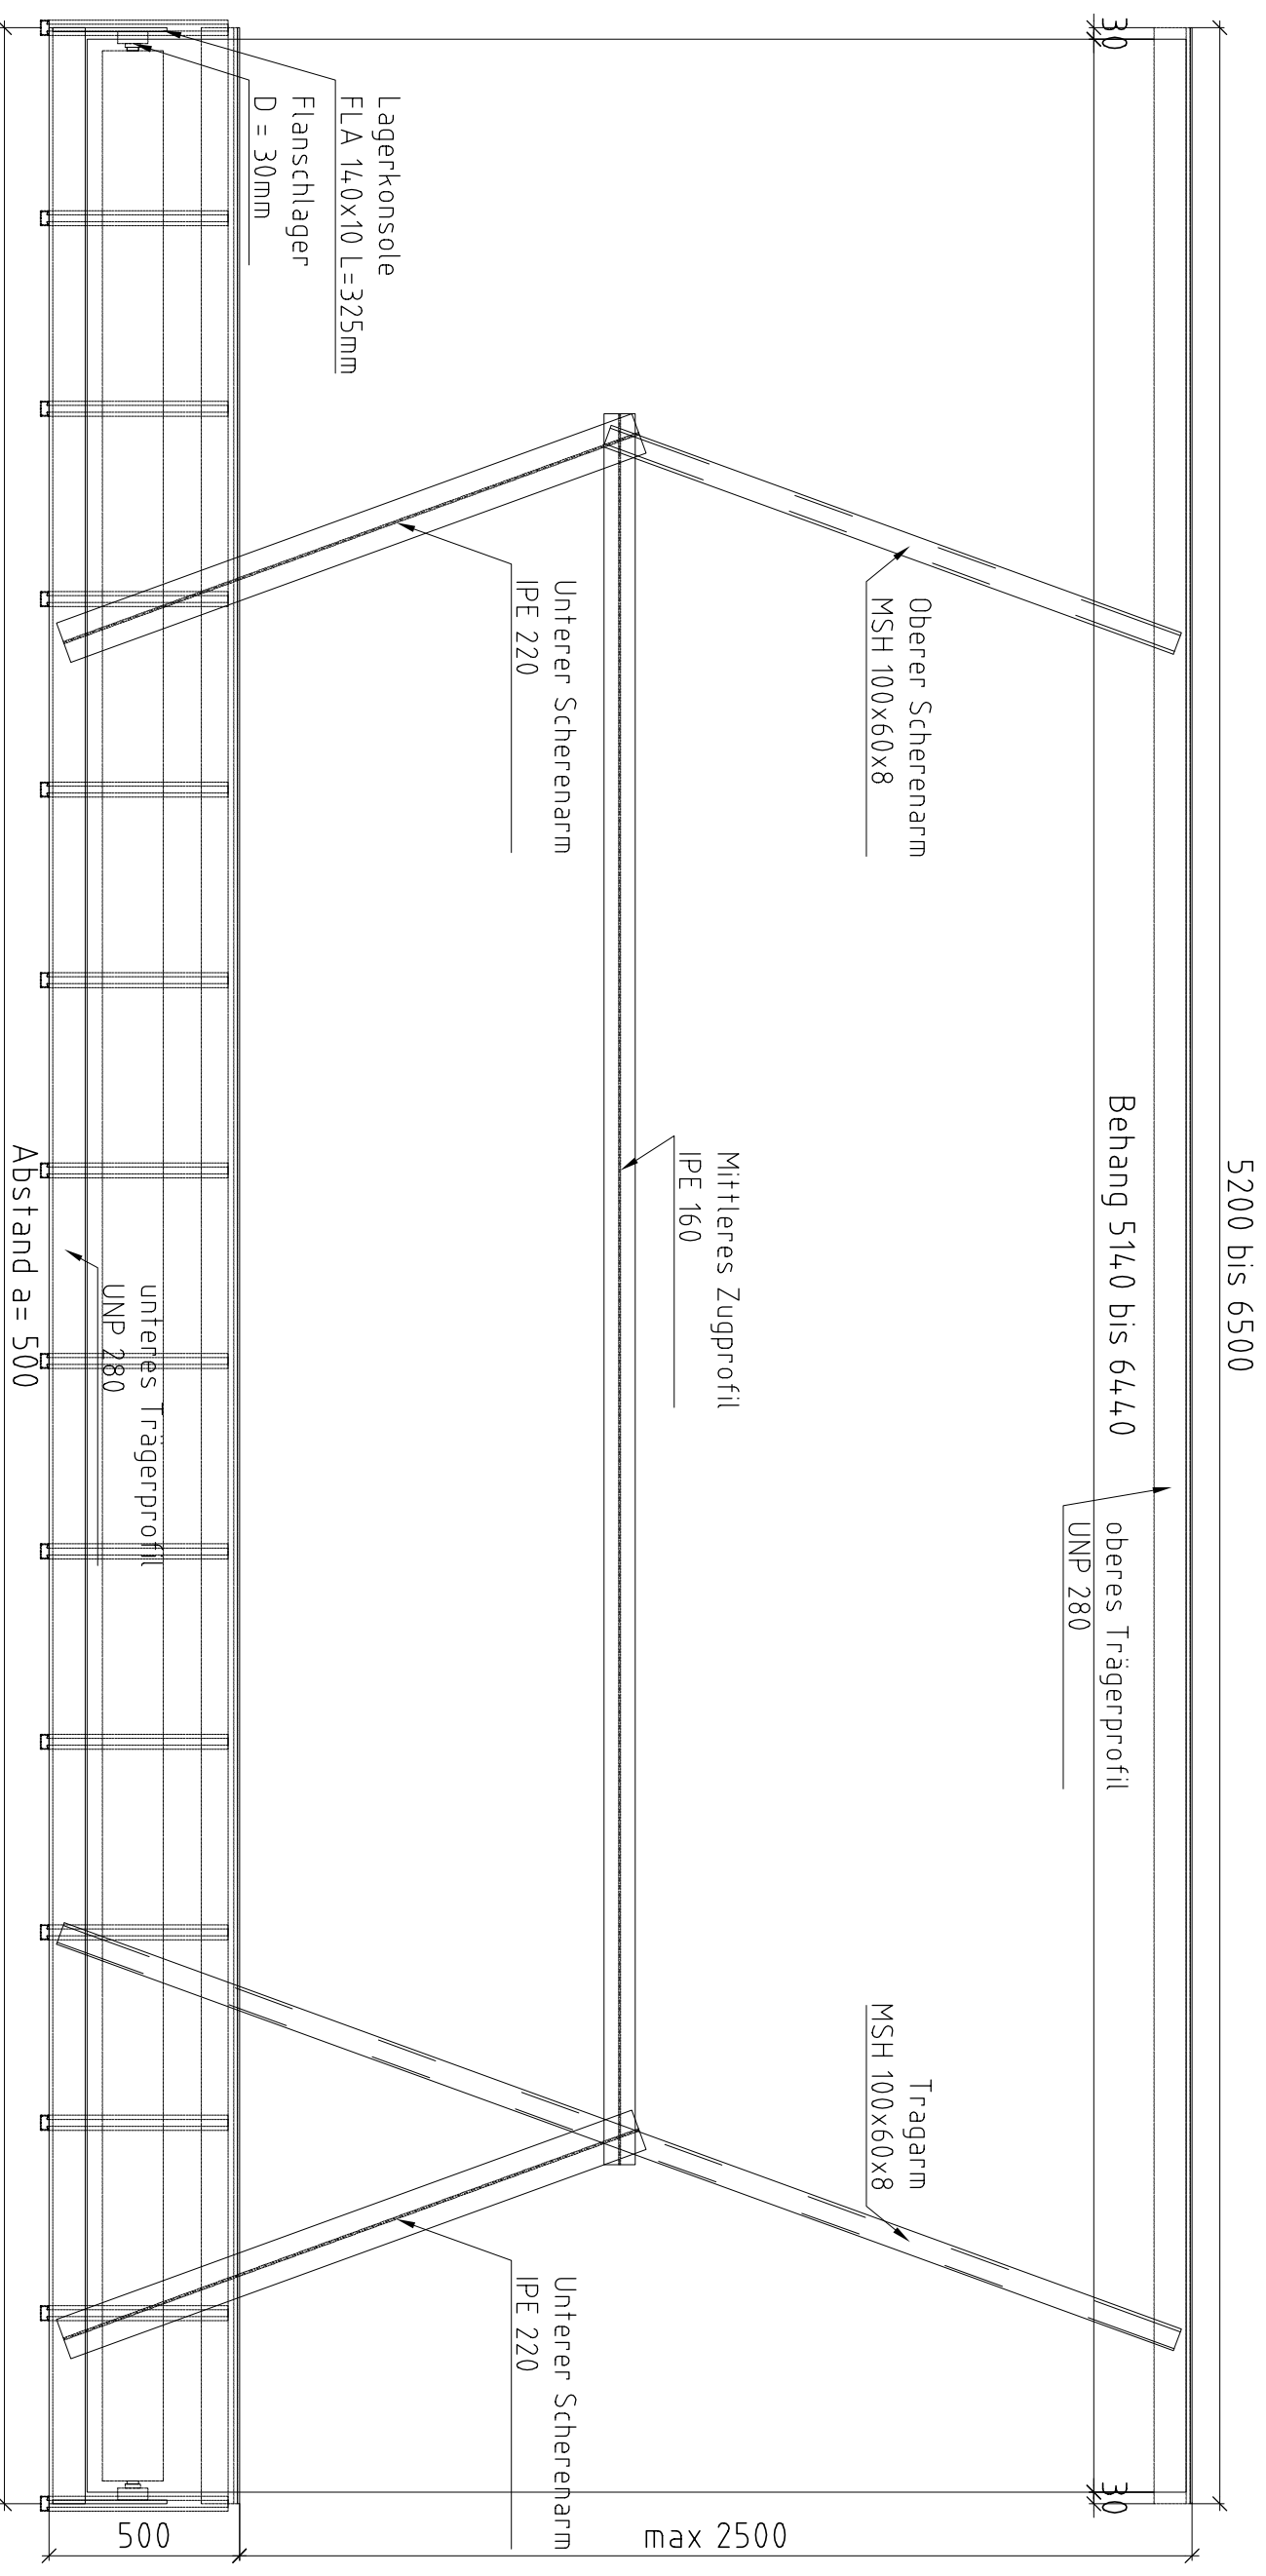 5200 bis 6500
30
Behang 5140 bis 6440
30
oberes Trägerprofil
UNP 280
Oberer Scherenarm
MSH 100x60x8
Tragarm
MSH 100x60x8
max 2500
Mittleres Zugprofil
IPE 160
Unterer Scherenarm
IPE 220
Unterer Scherenarm
IPE 220
Lagerkonsole
FLA 140x10 L=325mm
Flanschlager
D = 30mm
unteres Trägerprofil
UNP 280
500
Abstand a= 500